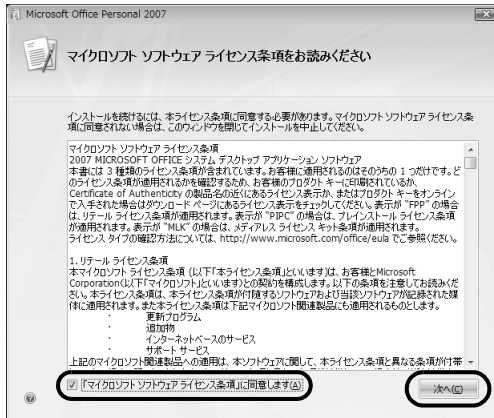 Microsoft Office Personal 2007
マイクロソフト ソフトウェア ライセンス条項をお読みください
インストールを続けるには、本ライセンス条項に同意する必要があります。マイクロソフト ソフトウェア ライセンス条
項に同意されない場合は、このウィンドウを閉じてインストールを中止してください。
マイクロソフト ソフトウェア ライセンス条項
2007 MICROSOFT OFFICE システム デスクトップ アプリケーション ソフトウェア
本書には 3 種類のライセンス条項が含まれています。お客様に適用されるのはそのうちの 1 つだけです。ど
のライセンス条項が適用されるかを確認するため、お客様のプロダクト キーに印刷されているか、
Certificate of Authenticity の製品名の近くにあるライセンス表示か、またはプロダクト キーをオンライン
で入手された場合はダウンロード ページにあるライセンス表示をチェックしてください。表示が "FPP" の場合
は、リテール ライセンス条項が適用されます。表示が "PIPC" の場合は、プレインストール ライセンス条項
が適用されます。表示が "MLK" の場合は、メディアレス ライセンス キット条項が適用されます。
ライセンス タイプの確認方法については、http://www.microsoft.com/office/eula でご参照ください。
1. リテール ライセンス条項
本マイクロソフト ライセンス条項 (以下「本ライセンス条項」といいます)は、お客様とMicrosoft
Corporation(以下「マイクロソフト」といいます)との契約を構成します。以下の条項を注意してお読みくだ
さい。本ライセンス条項は、本ライセンス条項が付随するソフトウェアおよび当該ソフトウェアが記録された媒
体に適用されます。また本ライセンス条項は下記マイクロソフト関連製品にも適用されるものとします。
· 更新プログラム
· 追加物
· インターネットベースのサービス
· サポート サービス
上記のマイクロソフト関連製品への適用は、本ソフトウェアに関して、本ライセンス条項と異なる条項が付帯
「マイクロソフト ソフトウェア ライセンス条項」に同意します(A)
次へ(C)